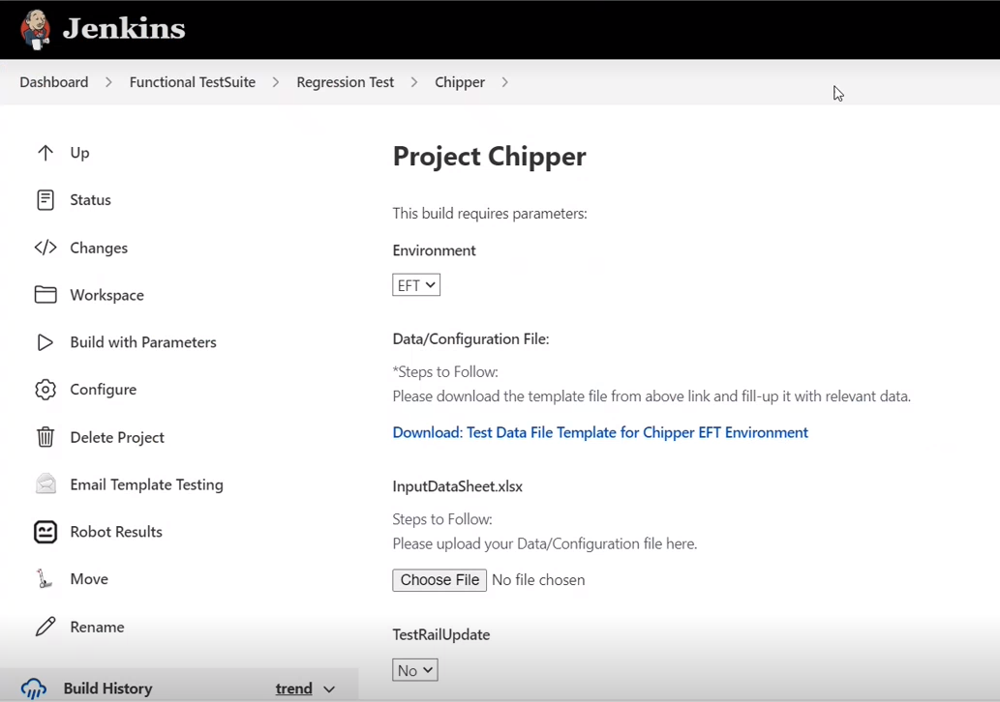 Jenkins
Dashboard > Functional TestSuite > Regression Test > Chipper >
Up
Status
Changes
Workspace
Build with Parameters
Configure
Delete Project
Email Template Testing
Robot Results
Move
Rename
Build History trend
Project Chipper
This build requires parameters:
Environment
EFT
Data/Configuration File:
*Steps to Follow:
Please download the template file from above link and fill-up it with relevant data.
Download: Test Data File Template for Chipper EFT Environment
InputDataSheet.xlsx
Steps to Follow:
Please upload your Data/Configuration file here.
Choose File No file chosen
TestRailUpdate
No